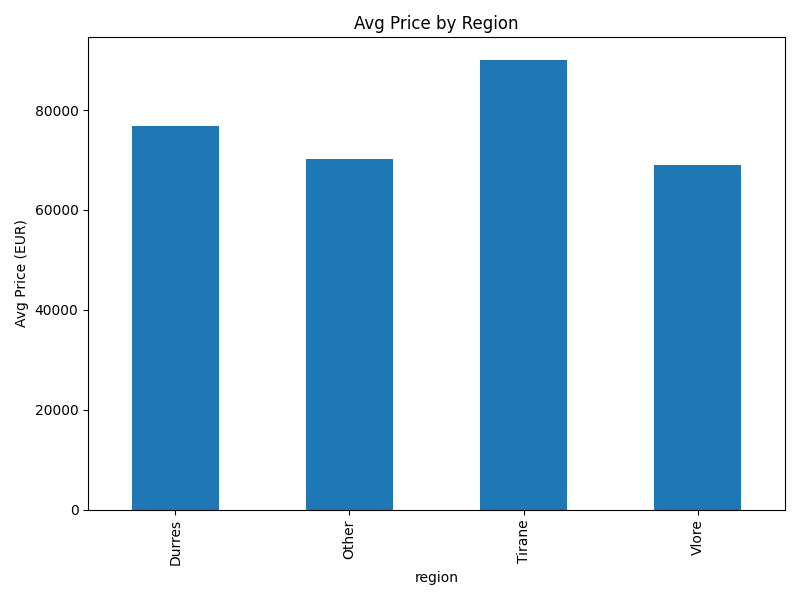 Avg Price by Region
Avg Price (EUR)
80000
60000
40000
20000
0
Durres
Other
Tirane
Vlore
region